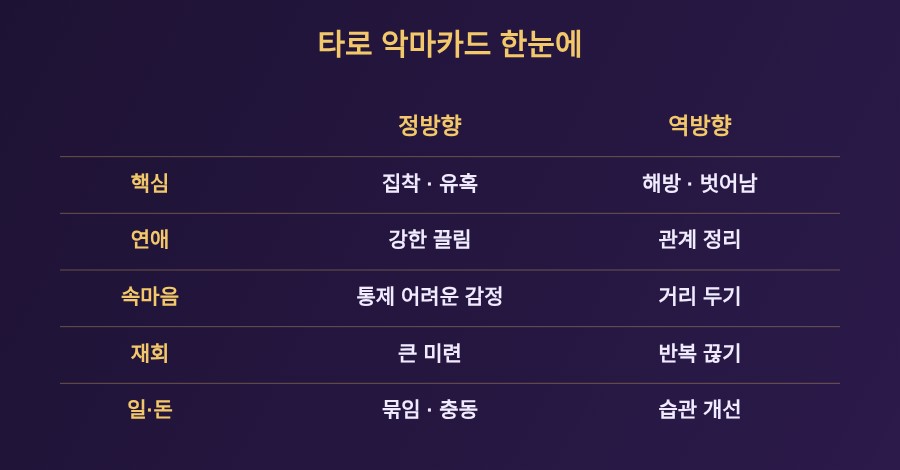 타로 악마카드 한눈에
정방향 역방향
핵심 집착 · 유혹 해방 · 벗어남
연애 강한 끌림 관계 정리
속마음 통제 어려운 감정 거리 두기
재회 큰 미련 반복 끊기
일·돈 묶임 · 충동 습관 개선